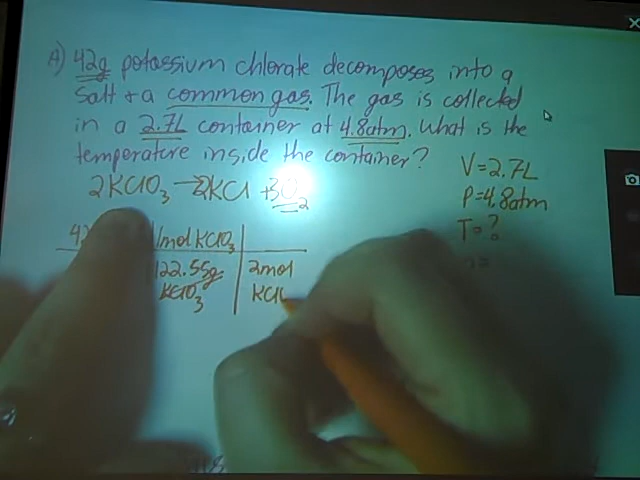 A) 42g potassium chlorate decomposes into a
salt & a common gas. The gas is collected
in a 2.7L container at 4.8atm. What is the
temperature inside the container?
V=2.7L
P=4.8atm
T=?
2KClO3 → 2KCl + 3O2
1mol KClO3
122.55g
KClO3
2mol
KCl